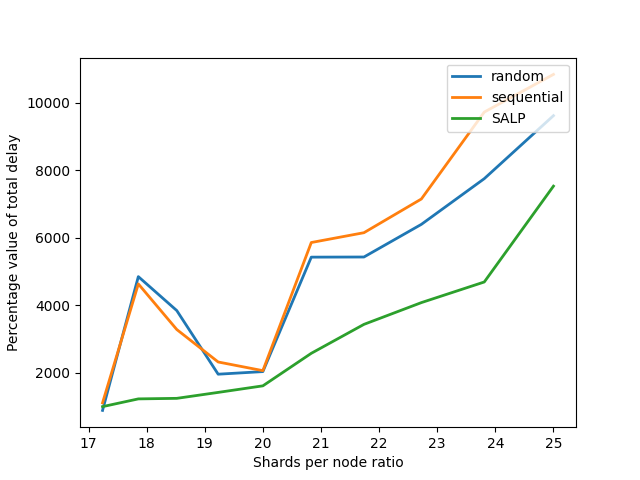 random
sequential
SALP
10000
8000
6000
4000
2000
Percentage value of total delay
17
18
19
20
21
22
23
24
25
Shards per node ratio